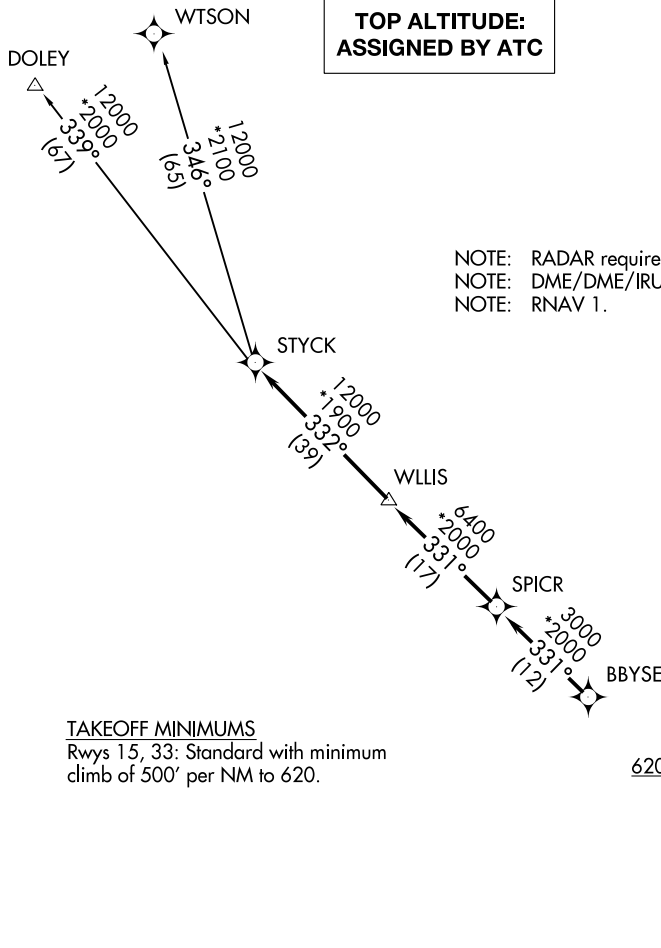 TOP ALTITUDE:
ASSIGNED BY ATC
WTSON
DOLEY
12000
*2000
339°
(67)
12000
*2100
346°
(65)
NOTE: RADAR require
NOTE: DME/DME/IRU
NOTE: RNAV 1.
STYCK
12000
*1900
332°
(39)
WLLIS
6400
*2000
331°
(17)
SPICR
3000
*2000
331°
(12)
BBYSE
TAKEOFF MINIMUMS
Rwys 15, 33: Standard with minimum
climb of 500' per NM to 620.
620